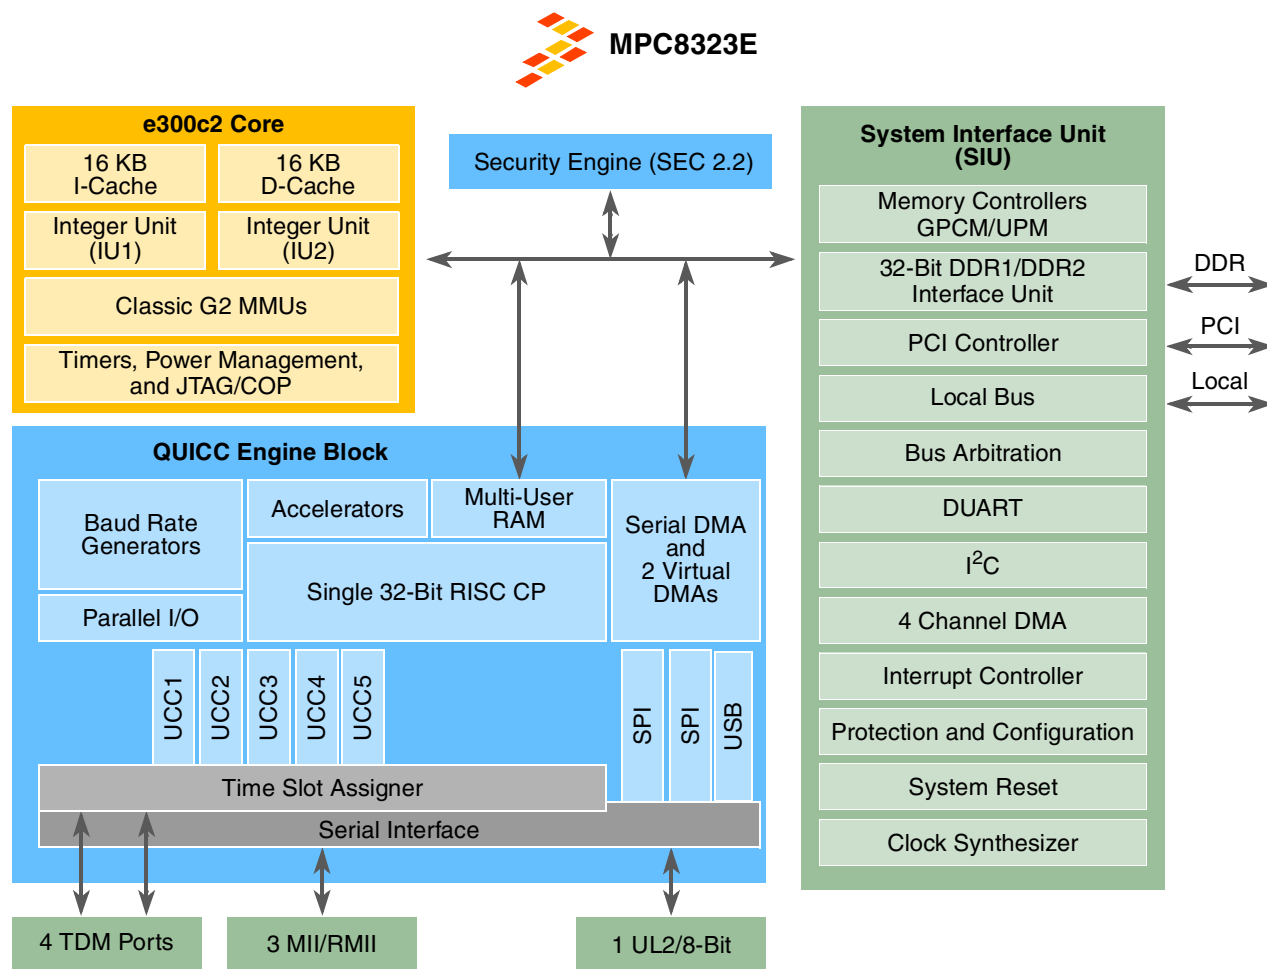 MPC8323E
e300c2 Core
16 KB
I-Cache
16 KB
D-Cache
Integer Unit
(IU1)
Integer Unit
(IU2)
Classic G2 MMUs
Timers, Power Management,
and JTAG/COP
Security Engine (SEC 2.2)
System Interface Unit
(SIU)
Memory Controllers
GPCM/UPM
32-Bit DDR1/DDR2
Interface Unit
PCI Controller
Local Bus
Bus Arbitration
DUART
I²C
4 Channel DMA
Interrupt Controller
Protection and Configuration
System Reset
Clock Synthesizer
DDR
PCI
Local
QUICC Engine Block
Baud Rate
Generators
Parallel I/O
Accelerators
Multi-User
RAM
Single 32-Bit RISC CP
Serial DMA
and
2 Virtual
DMAs
UCC1
UCC2
UCC3
UCC4
UCC5
SPI
SPI
USB
Time Slot Assigner
Serial Interface
4 TDM Ports
3 MII/RMII
1 UL2/8-Bit